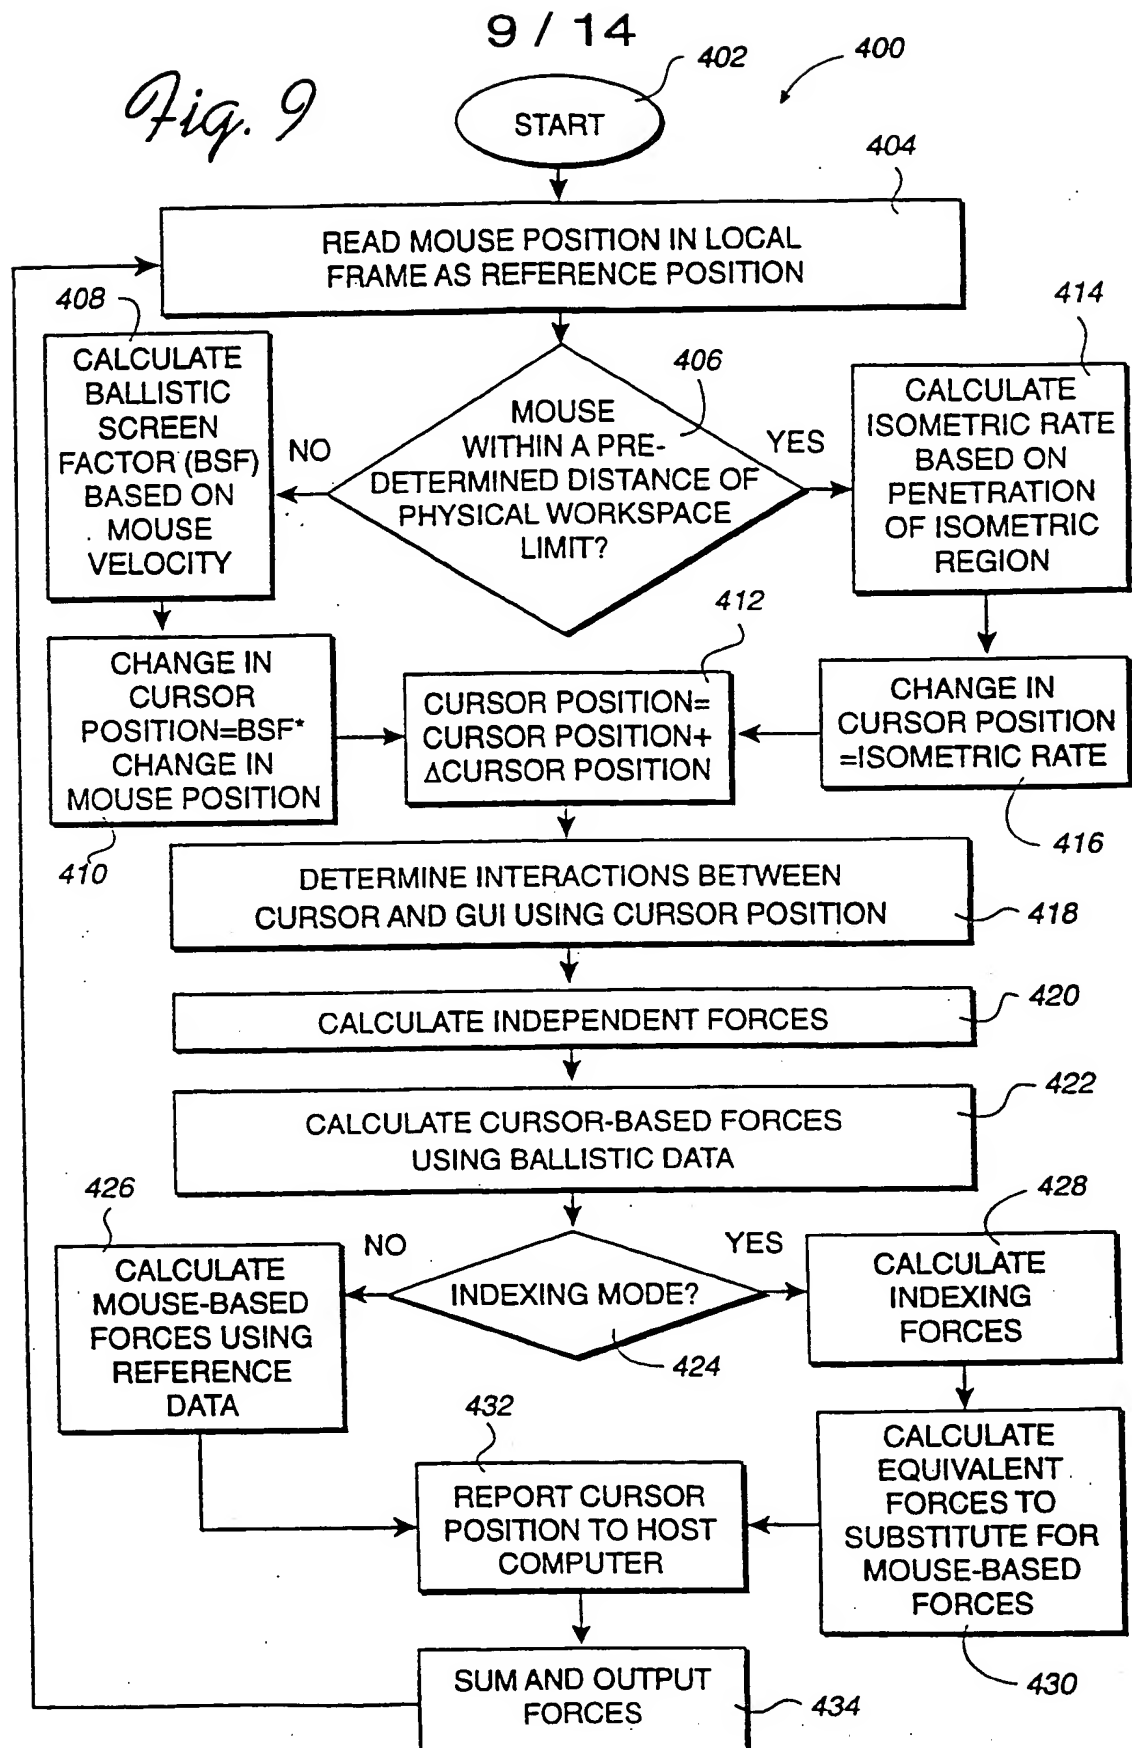 9 / 14
Fig. 9
402
400
START
404
READ MOUSE POSITION IN LOCAL
FRAME AS REFERENCE POSITION
408
CALCULATE
BALLISTIC
SCREEN
FACTOR (BSF)
BASED ON
MOUSE
VELOCITY
NO
406
MOUSE
WITHIN A PRE-
DETERMINED DISTANCE OF
PHYSICAL WORKSPACE
LIMIT?
YES
414
CALCULATE
ISOMETRIC RATE
BASED ON
PENETRATION
OF ISOMETRIC
REGION
CHANGE IN
CURSOR
POSITION=BSF*
CHANGE IN
MOUSE POSITION
410
412
CURSOR POSITION=
CURSOR POSITION+
ΔCURSOR POSITION
CHANGE IN
CURSOR POSITION
=ISOMETRIC RATE
416
DETERMINE INTERACTIONS BETWEEN
CURSOR AND GUI USING CURSOR POSITION
418
CALCULATE INDEPENDENT FORCES
420
CALCULATE CURSOR-BASED FORCES
USING BALLISTIC DATA
422
426
CALCULATE
MOUSE-BASED
FORCES USING
REFERENCE
DATA
NO
INDEXING MODE?
424
YES
428
CALCULATE
INDEXING
FORCES
432
REPORT CURSOR
POSITION TO HOST
COMPUTER
CALCULATE
EQUIVALENT
FORCES TO
SUBSTITUTE FOR
MOUSE-BASED
FORCES
430
SUM AND OUTPUT
FORCES
434